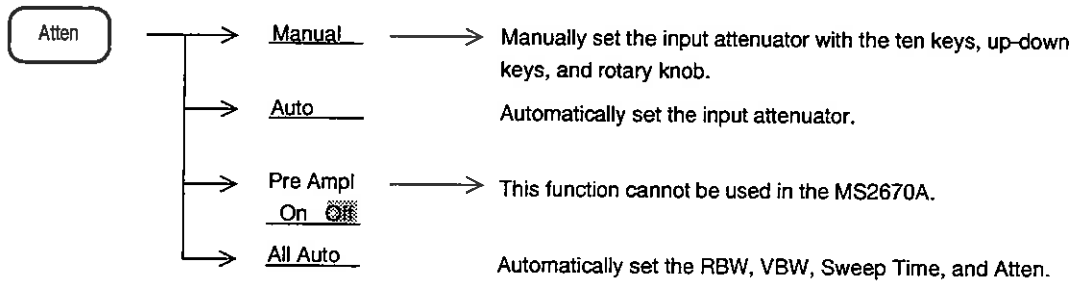 Atten
Manual
Manually set the input attenuator with the ten keys, up-down
keys, and rotary knob.
Auto
Automatically set the input attenuator.
Pre Ampl
On Off
This function cannot be used in the MS2670A.
All Auto
Automatically set the RBW, VBW, Sweep Time, and Atten.